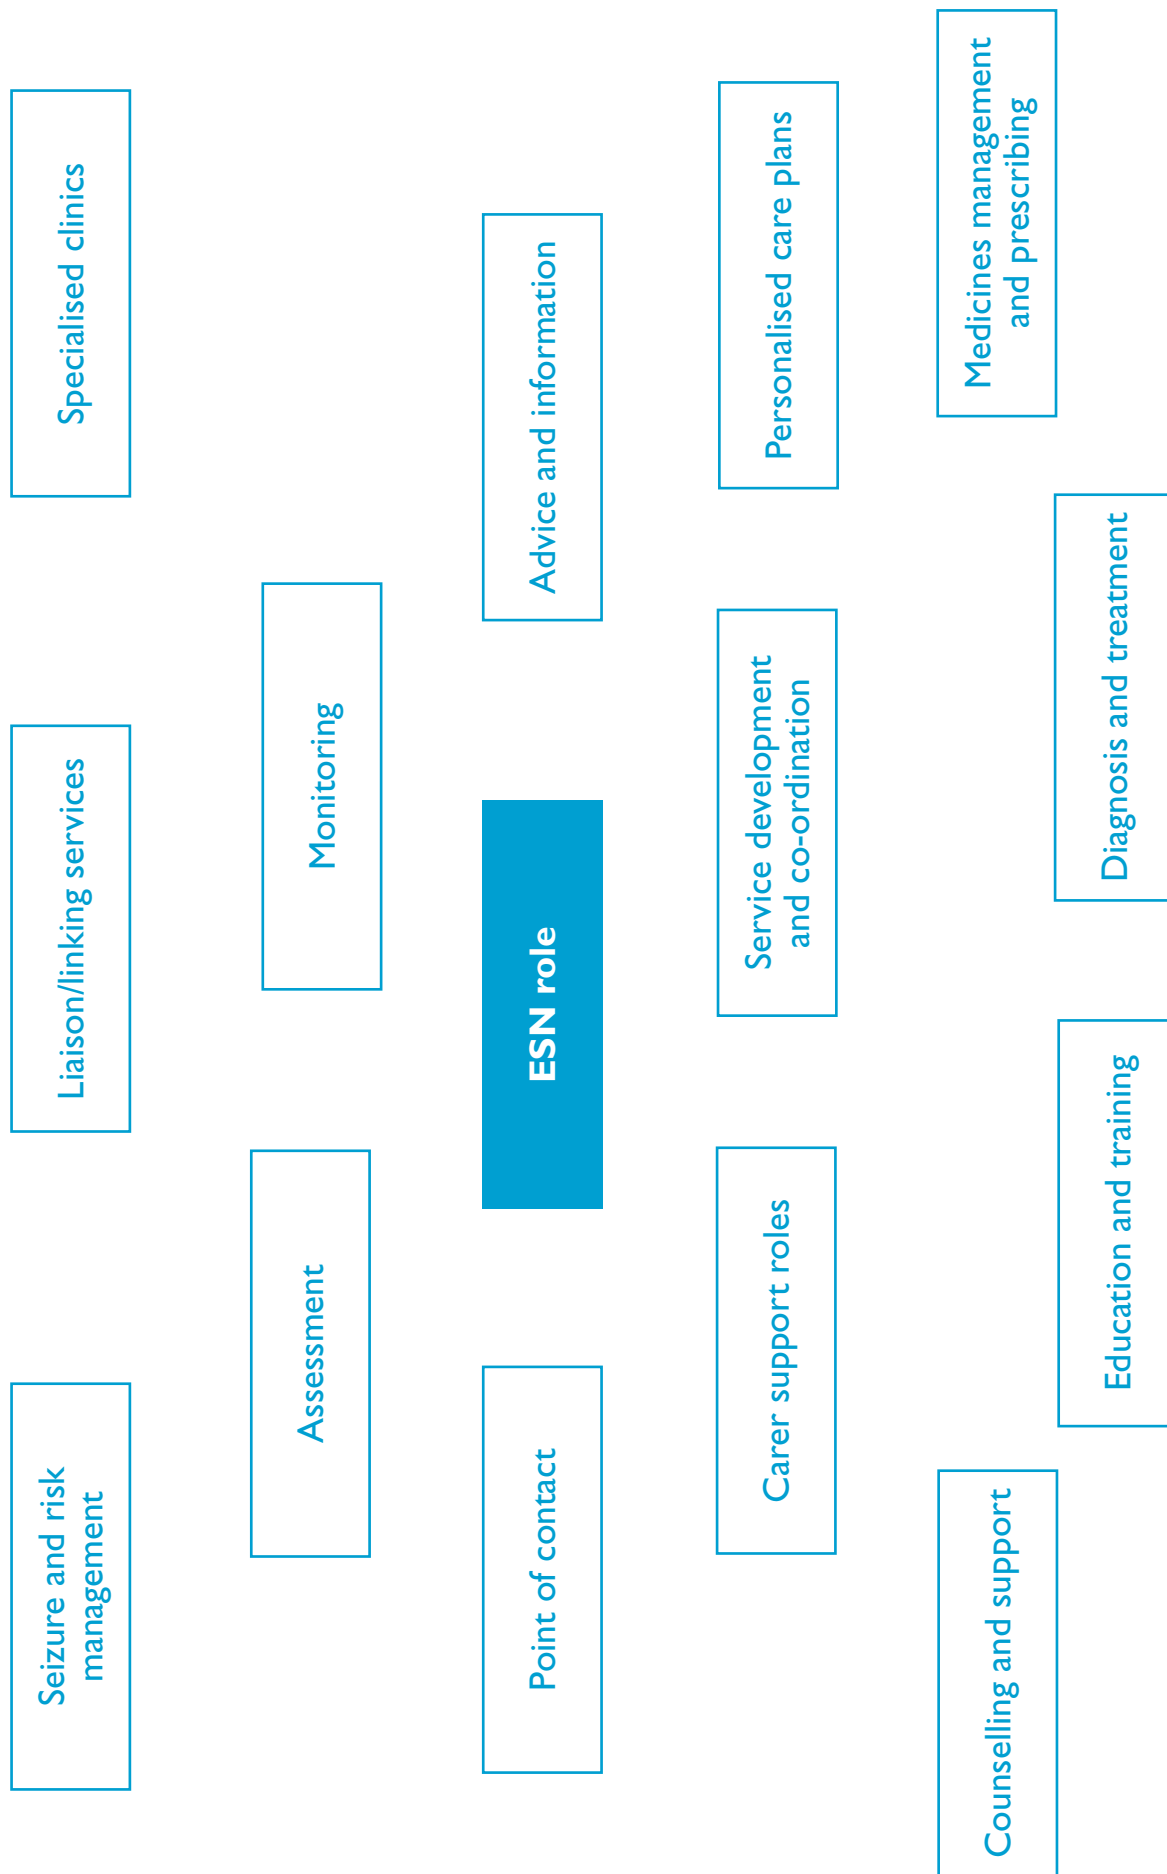 Seizure and risk
management
Liaison/linking services
Specialised clinics
Assessment
Monitoring
Point of contact
ESN role
Advice and information
Carer support roles
Service development
and co-ordination
Personalised care plans
Counselling and support
Medicines management
and prescribing
Education and training
Diagnosis and treatment